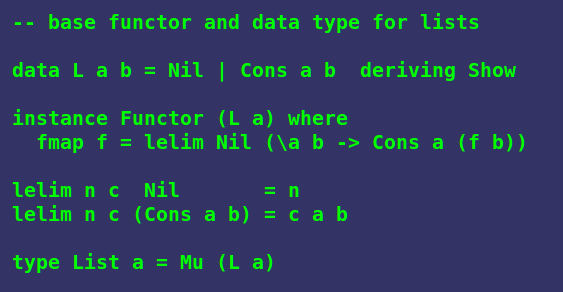 -- base functor and data type for lists
data L a b = Nil | Cons a b  deriving Show
instance Functor (L a) where
  fmap f = lelim Nil (\a b -> Cons a (f b))
lelim n c  Nil       = n
lelim n c (Cons a b) = c a b
type List a = Mu (L a)